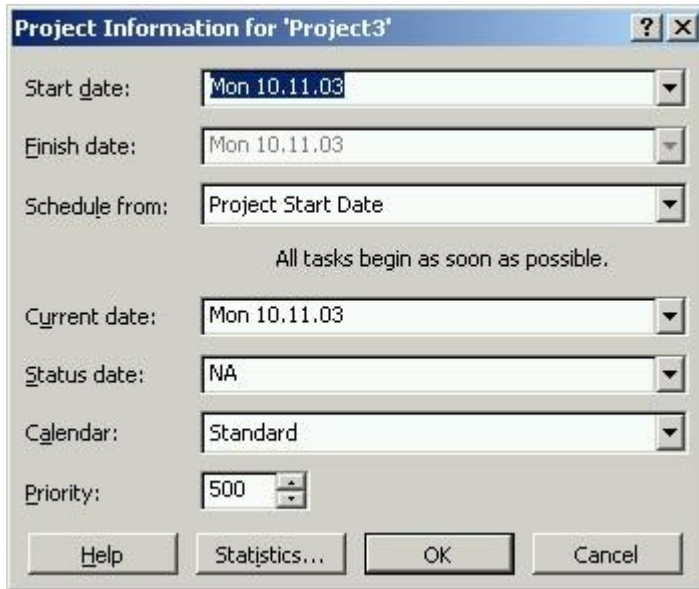 Project Information for 'Project3'
Start date: Mon 10.11.03
Finish date: Mon 10.11.03
Schedule from: Project Start Date
All tasks begin as soon as possible.
Current date: Mon 10.11.03
Status date: NA
Calendar: Standard
Priority: 500
Help Statistics... OK Cancel